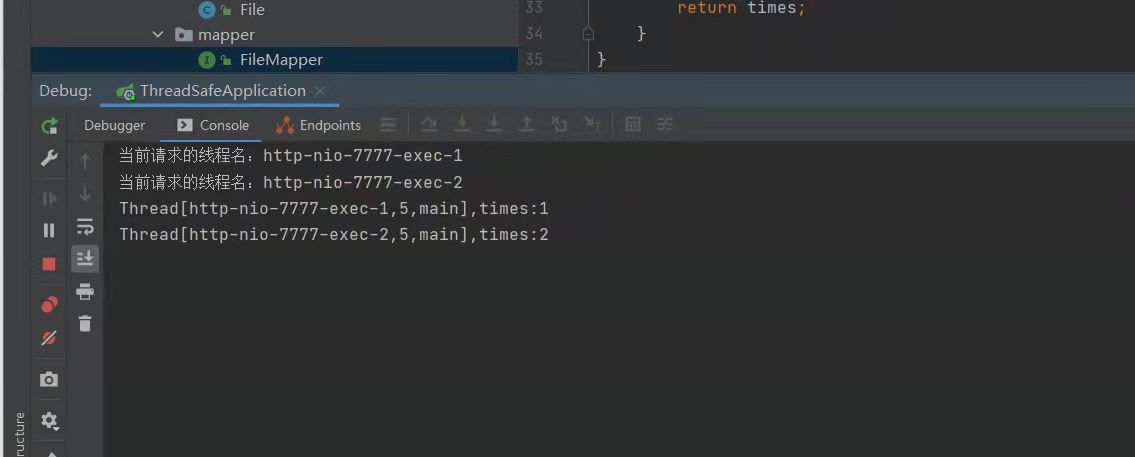 File
mapper
FileMapper
33 return times;
34 }
35 }
Debug: ThreadSafeApplication
Debugger Console Endpoints
当前请求的线程名：http-nio-7777-exec-1
当前请求的线程名：http-nio-7777-exec-2
Thread[http-nio-7777-exec-1,5,main],times:1
Thread[http-nio-7777-exec-2,5,main],times:2
ructure